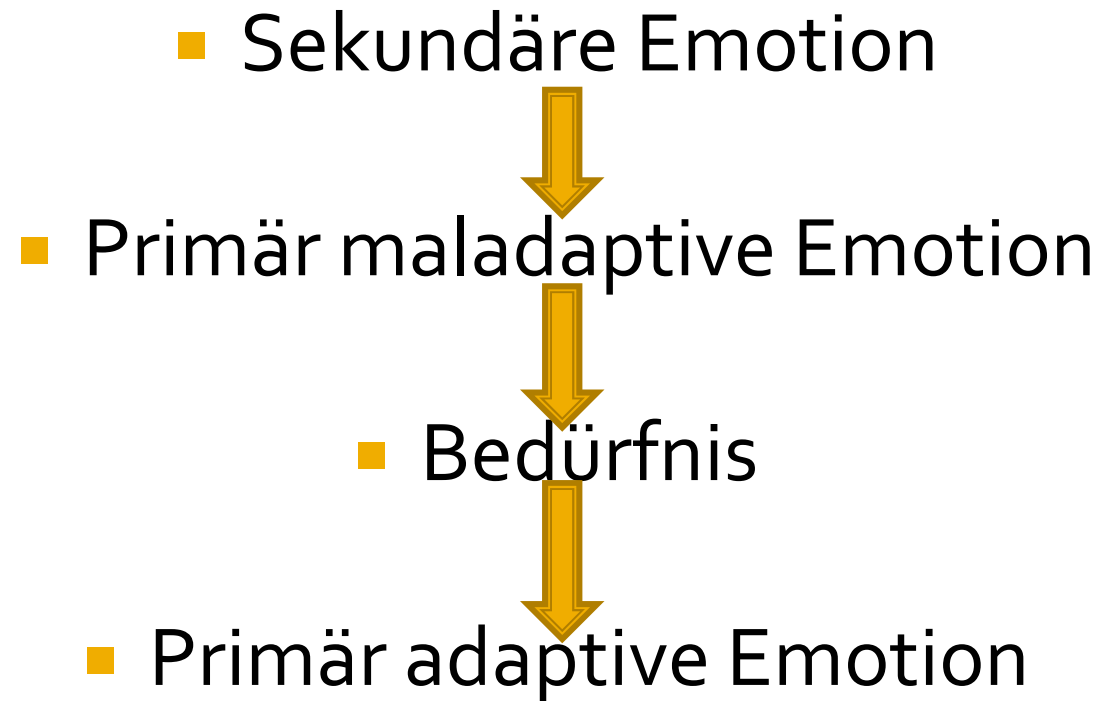 Sekundäre Emotion
Primär maladaptive Emotion
Bedürfnis
Primär adaptive Emotion